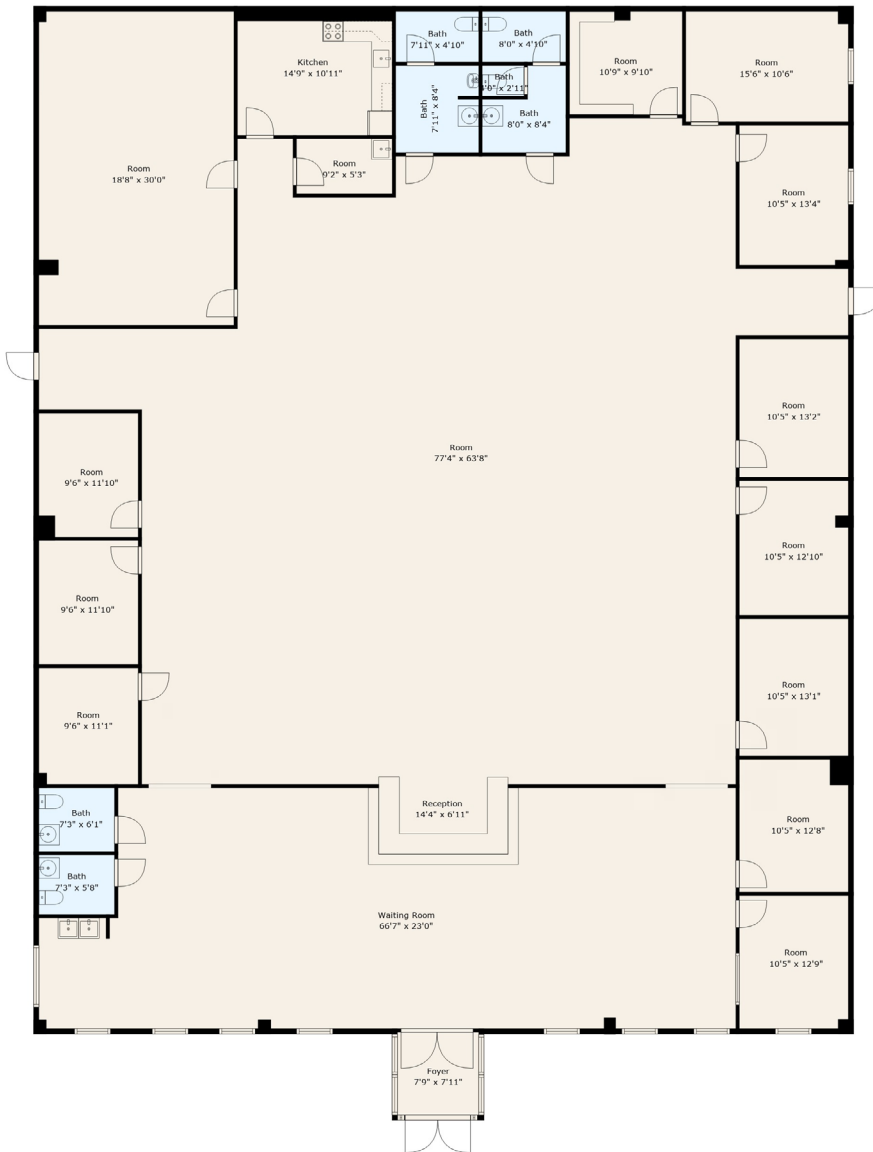 Bath
7'11" x 4'10"
Bath
8'0" x 4'10"
Kitchen
14'9" x 10'11"
Room
10'9" x 9'10"
Room
15'6" x 10'6"
Bath
4'0" x 2'11"
Bath
7'11" x 8'4"
Bath
8'0" x 8'4"
Room
18'8" x 30'0"
Room
9'2" x 5'3"
Room
10'5" x 13'4"
Room
10'5" x 13'2"
Room
77'4" x 63'8"
Room
9'6" x 11'10"
Room
10'5" x 12'10"
Room
9'6" x 11'10"
Room
10'5" x 13'1"
Room
9'6" x 11'1"
Reception
14'4" x 6'11"
Bath
7'3" x 6'1"
Room
10'5" x 12'8"
Bath
7'3" x 5'8"
Waiting Room
66'7" x 23'0"
Room
10'5" x 12'9"
Foyer
7'9" x 7'11"